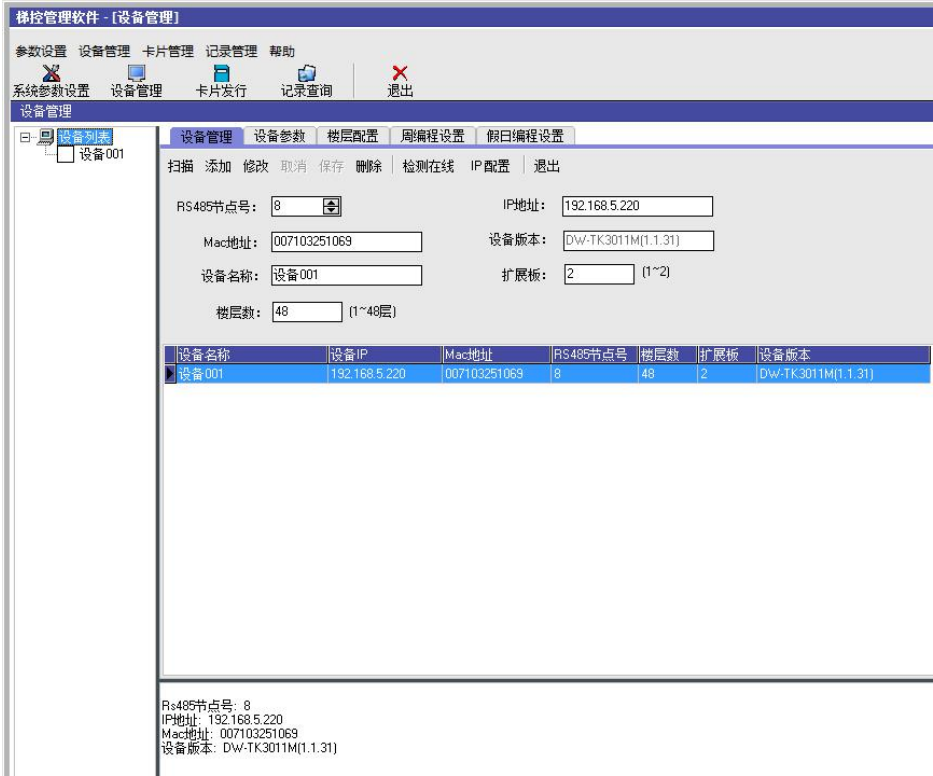 梯控管理软件 - [设备管理]
参数设置 设备管理 卡片管理 记录管理 帮助
系统参数设置 设备管理 卡片发行 记录查询 退出
设备管理
设备列表
设备001
设备管理 设备参数 楼层配置 周编程设置 假日编程设置
扫描 添加 修改 取消 保存 删除 检测在线 IP配置 退出
RS485节点号: 8 IP地址: 192.168.5.220
Mac地址: 007103251069 设备版本: DW-TK3011M(1.1.31)
设备名称: 设备001 扩展板: 2 (1~2)
楼层数: 48 (1~48层)
设备名称 设备IP Mac地址 RS485节点号 楼层数 扩展板 设备版本
设备001 192.168.5.220 007103251069 8 48 2 DW-TK3011M(1.1.31)
Rs485节点号: 8
IP地址: 192.168.5.220
Mac地址: 007103251069
设备版本: DW-TK3011M(1.1.31)